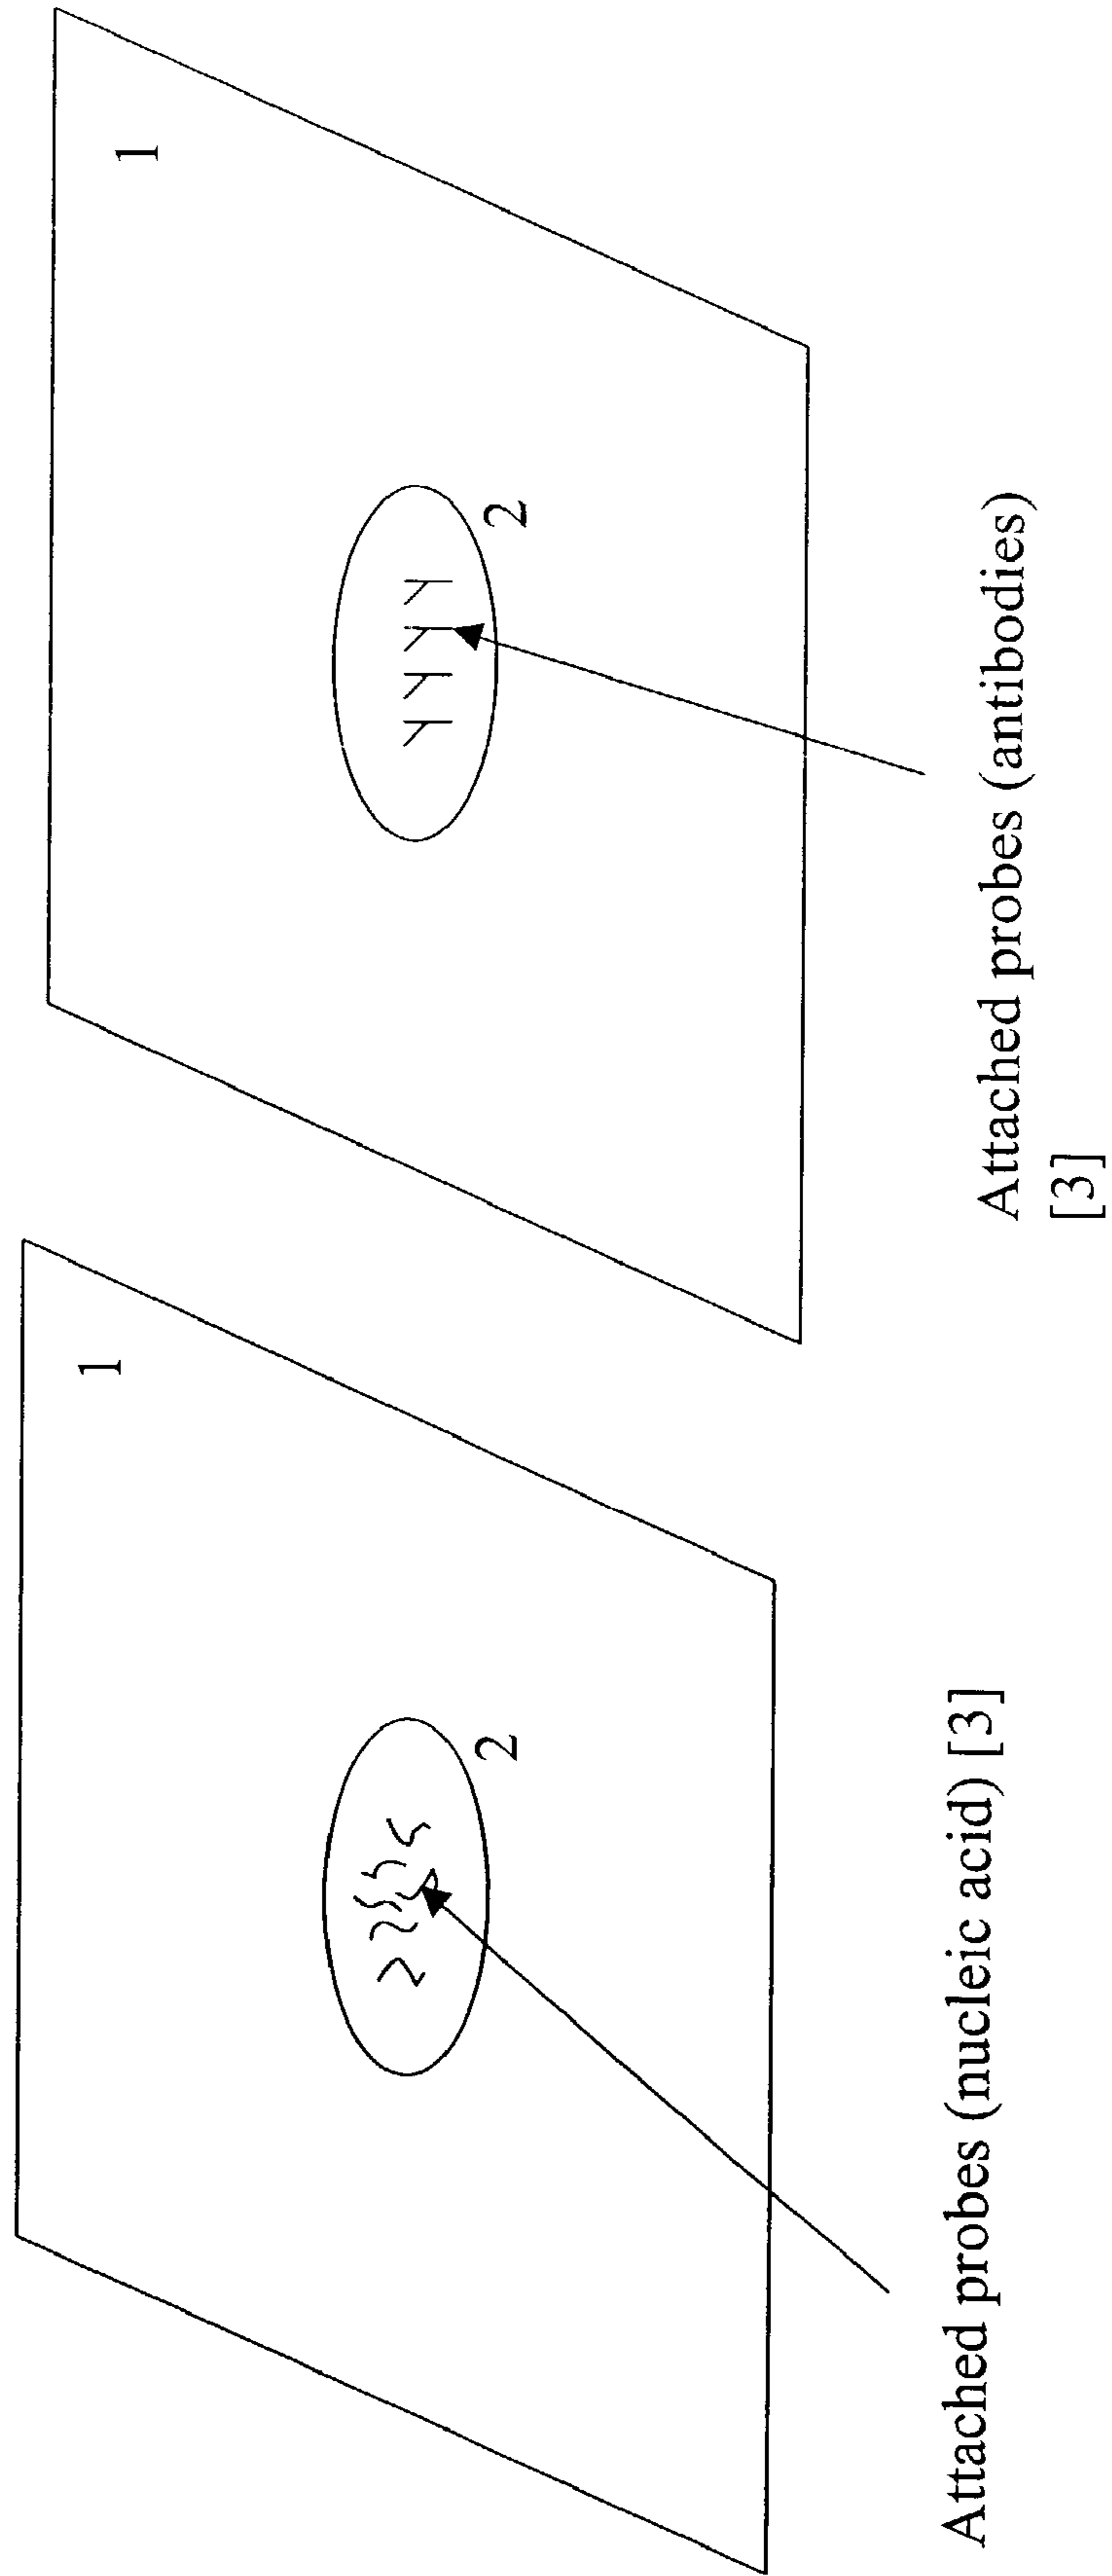 1
2
Attached probes (nucleic acid) [3]
1
2
Attached probes (antibodies)
[3]